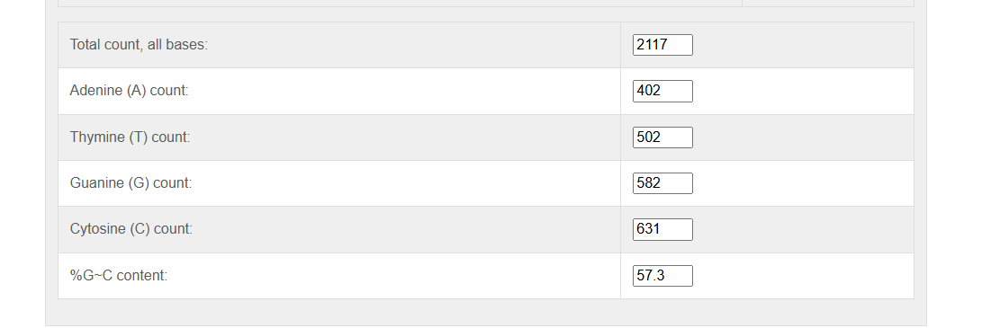 Total count, all bases: 2117
Adenine (A) count: 402
Thymine (T) count: 502
Guanine (G) count: 582
Cytosine (C) count: 631
%G~C content: 57.3